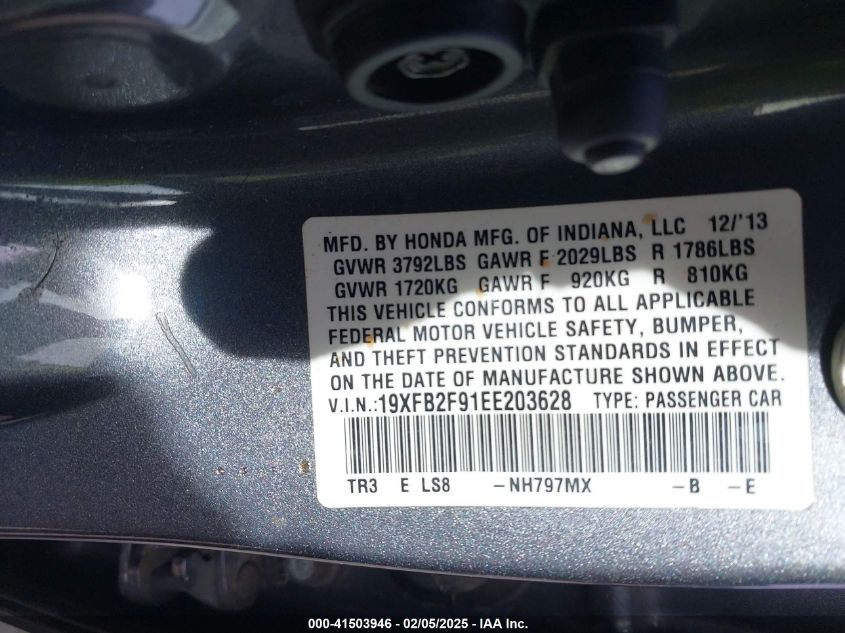 MFD. BY HONDA MFG. OF INDIANA, LLC 12/'13
GVWR 3792LBS GAWR F 2029LBS R 1786LBS
GVWR 1720KG GAWR F 920KG R 810KG
THIS VEHICLE CONFORMS TO ALL APPLICABLE
FEDERAL MOTOR VEHICLE SAFETY, BUMPER,
AND THEFT PREVENTION STANDARDS IN EFFECT
ON THE DATE OF MANUFACTURE SHOWN ABOVE.
V.I.N.:19XFB2F91EE203628 TYPE: PASSENGER CAR
TR3 E LS8 -NH797MX -B -E
000-41503946 - 02/05/2025 - IAA Inc.